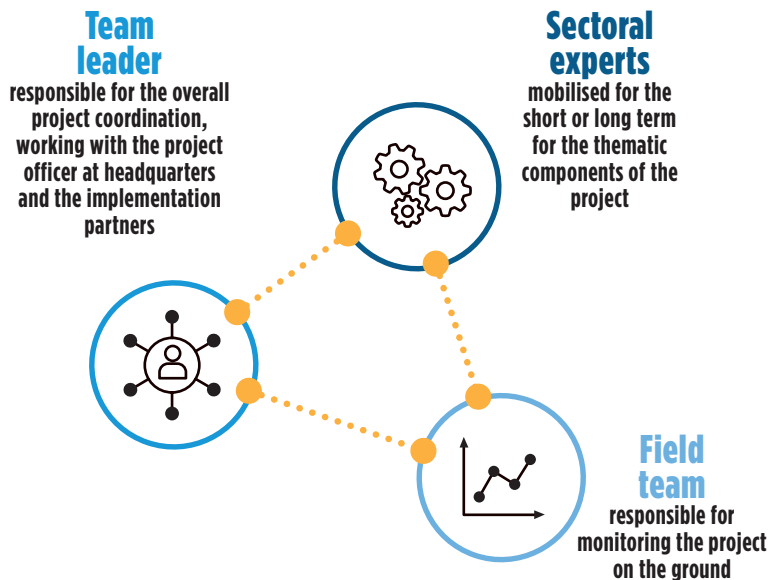 Team
leader
responsible for the overall
project coordination,
working with the project
officer at headquarters
and the implementation
partners
Sectoral
experts
mobilised for the
short or long term
for the thematic
components of the
project
Field
team
responsible for
monitoring the project
on the ground